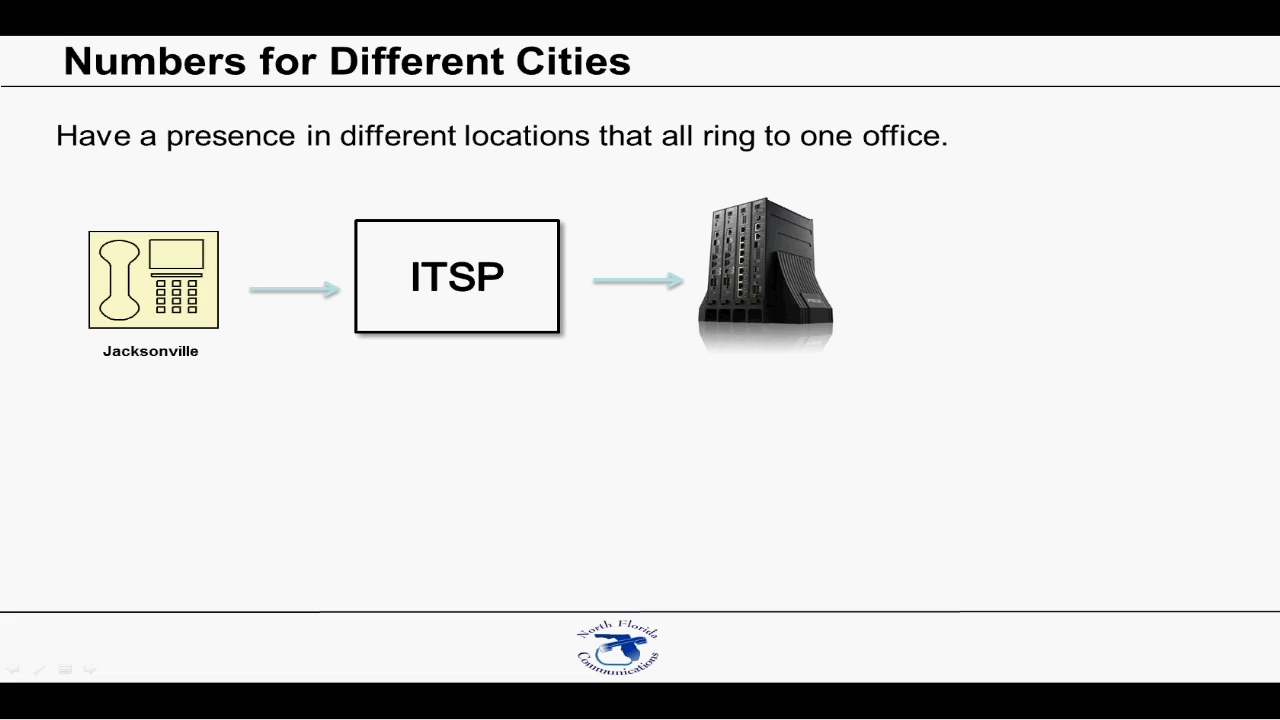 Numbers for Different Cities
Have a presence in different locations that all ring to one office.
ITSP
Jacksonville
North Florida
Communications